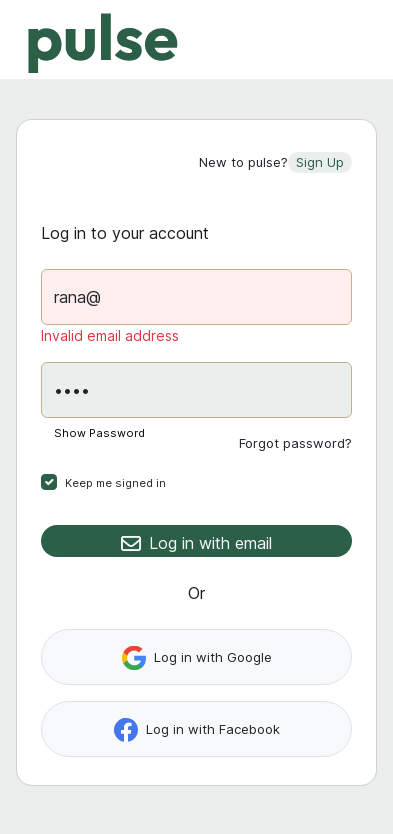 pulse
New to pulse? Sign Up
Log in to your account
rana@
Invalid email address
••••
Show Password
Forgot password?
Keep me signed in
Log in with email
Or
Log in with Google
Log in with Facebook